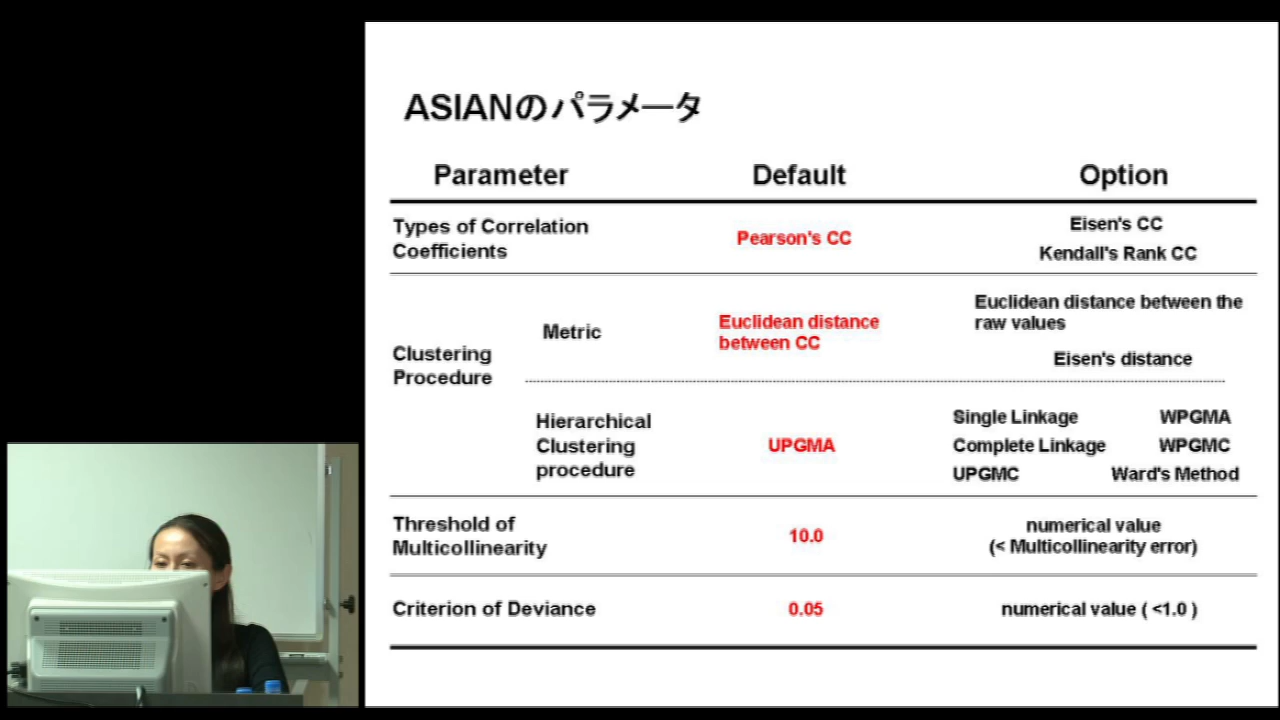 ASIANのパラメータ
Parameter Default Option
Types of Correlation
Coefficients
Pearson's CC
Eisen's CC
Kendall's Rank CC
Clustering
Procedure
Metric
Euclidean distance
between CC
Euclidean distance between the
raw values
Eisen's distance
Hierarchical
Clustering
procedure
UPGMA
Single Linkage WPGMA
Complete Linkage WPGMC
UPGMC Ward's Method
Threshold of
Multicollinearity
10.0
numerical value
(< Multicollinearity error)
Criterion of Deviance 0.05 numerical value ( <1.0 )